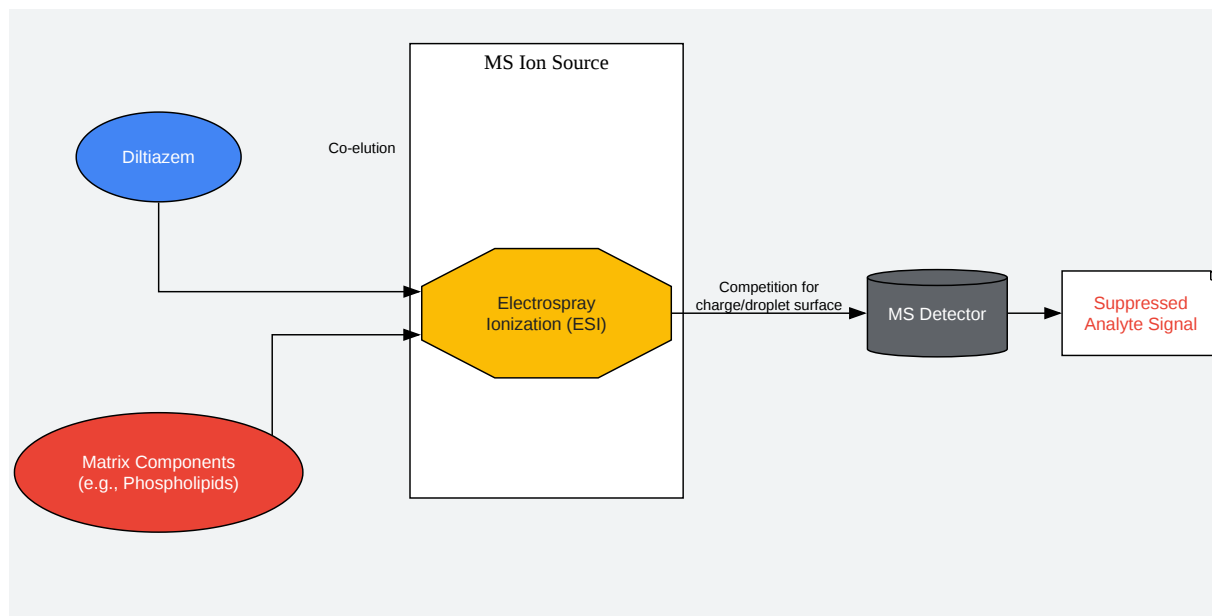 MS Ion Source
Co-elution
Diltiazem
Electrospray
Ionization (ESI)
Competition for
charge/droplet surface
MS Detector
Suppressed
Analyte Signal
Matrix Components
(e.g., Phospholipids)